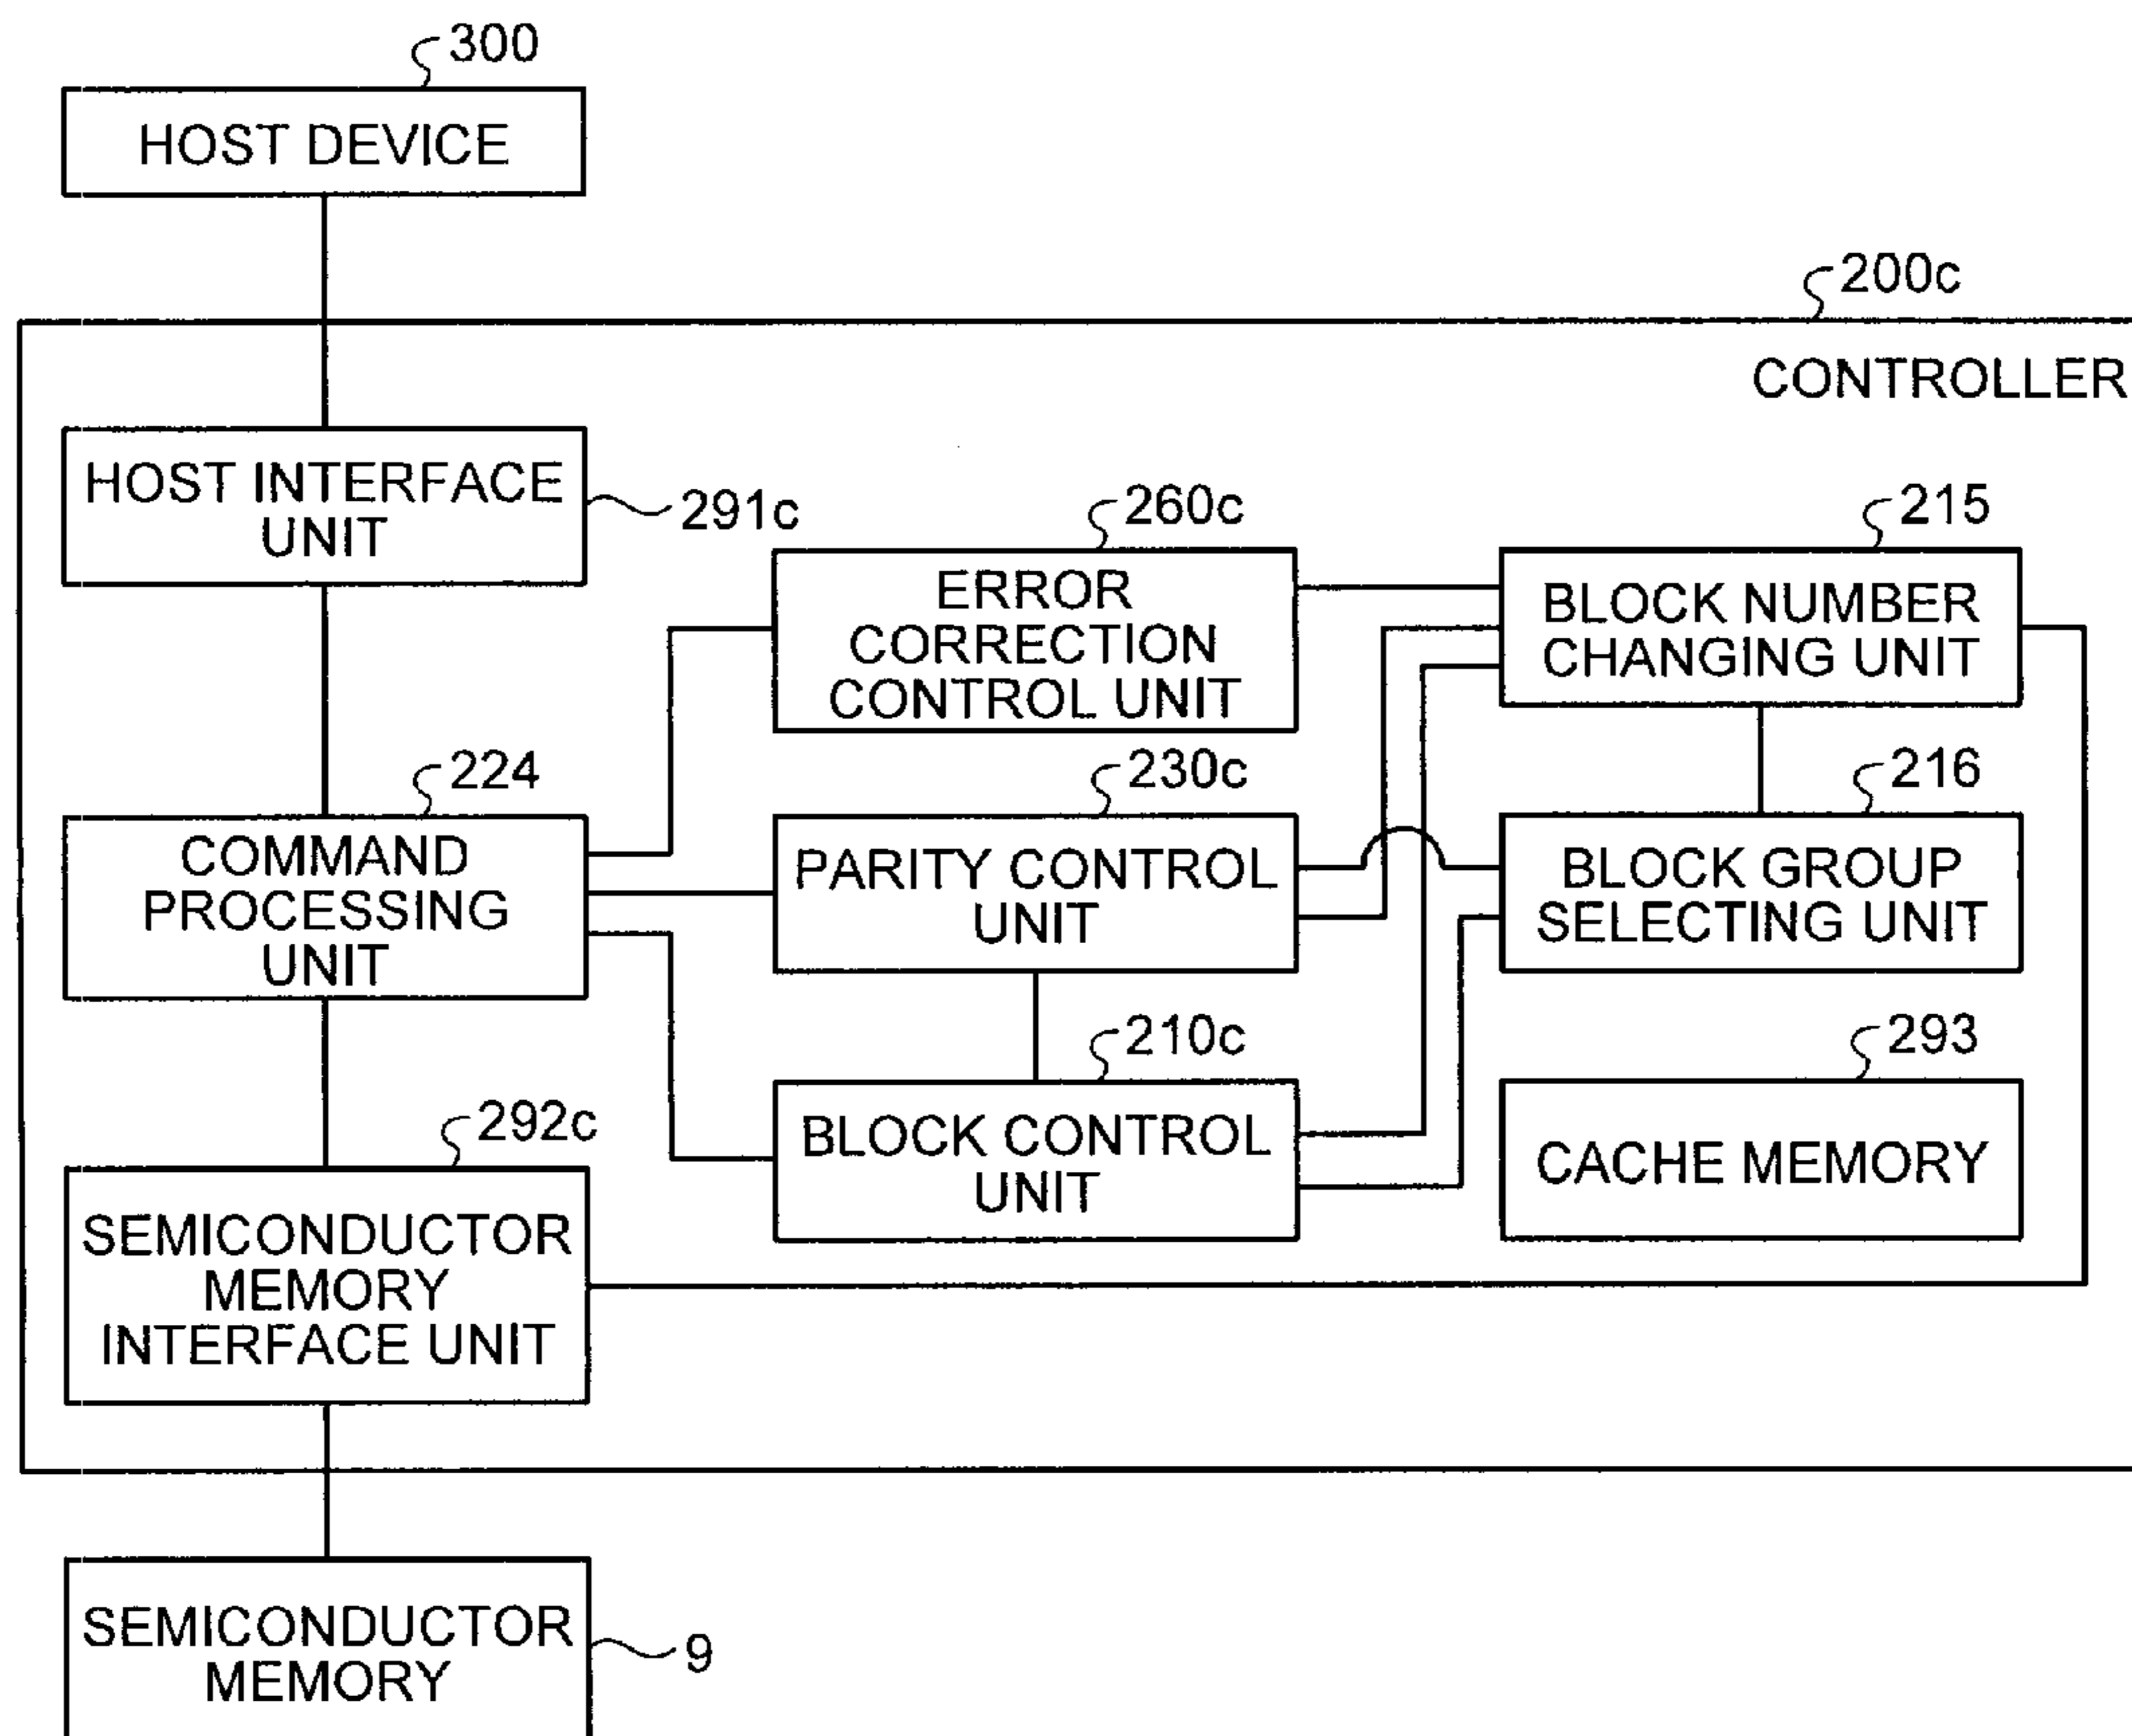 300
HOST DEVICE
200c
CONTROLLER
HOST INTERFACE
UNIT
291c
260c
ERROR
CORRECTION
CONTROL UNIT
215
BLOCK NUMBER
CHANGING UNIT
224
COMMAND
PROCESSING
UNIT
230c
PARITY CONTROL
UNIT
216
BLOCK GROUP
SELECTING UNIT
210c
BLOCK CONTROL
UNIT
293
CACHE MEMORY
292c
SEMICONDUCTOR
MEMORY
INTERFACE UNIT
SEMICONDUCTOR
MEMORY
9